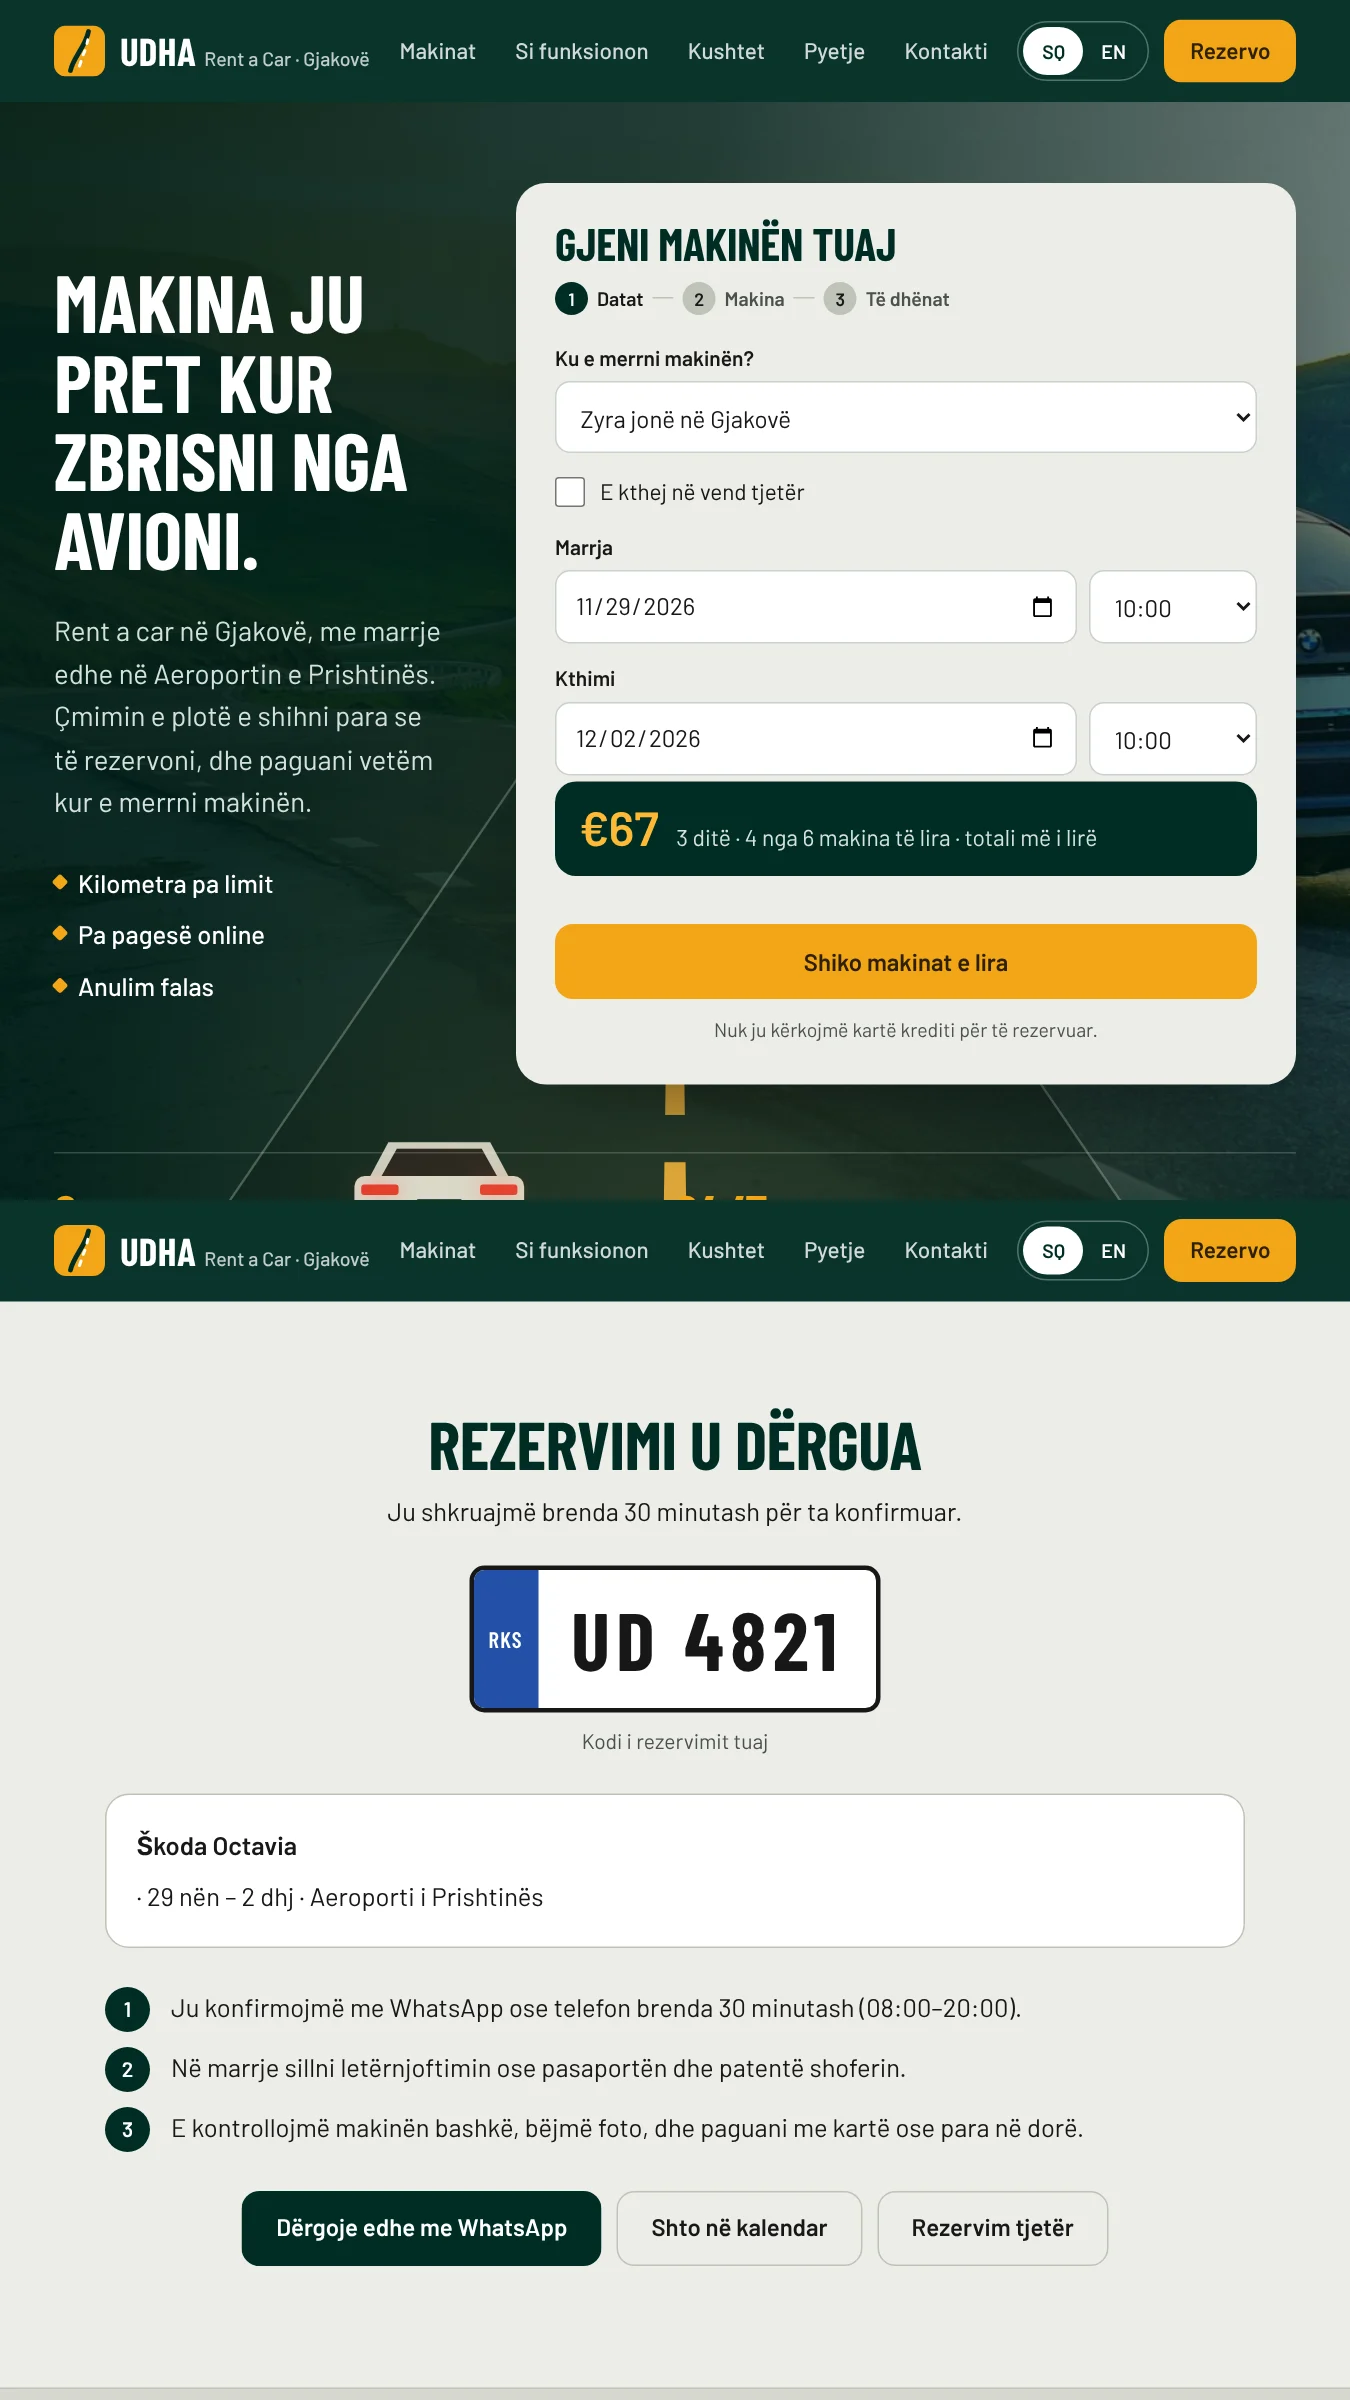 UDHA Rent a Car · Gjakovë Makinat Si funksionon Kushtet Pyetje Kontakti SQ EN Rezervo
MAKINA JU
PRET KUR
ZBRISNI NGA
AVIONI.
Rent a car në Gjakovë, me marrje
edhe në Aeroportin e Prishtinës.
Çmimin e plotë e shihni para se
të rezervoni, dhe paguani vetëm
kur e merrni makinën.
Kilometra pa limit
Pa pagesë online
Anulim falas
GJENI MAKINËN TUAJ
1 Datat 2 Makina 3 Të dhënat
Ku e merrni makinën?
Zyra jonë në Gjakovë
E kthej në vend tjetër
Marrja
11/29/2026 10:00
Kthimi
12/02/2026 10:00
€67 3 ditë · 4 nga 6 makina të lira · totali më i lirë
Shiko makinat e lira
Nuk ju kërkojmë kartë krediti për të rezervuar.
UDHA Rent a Car · Gjakovë Makinat Si funksionon Kushtet Pyetje Kontakti SQ EN Rezervo
REZERVIMI U DËRGUA
Ju shkruajmë brenda 30 minutash për ta konfirmuar.
RKS UD 4821
Kodi i rezervimit tuaj
Škoda Octavia
· 29 nën – 2 dhj · Aeroporti i Prishtinës
1 Ju konfirmojmë me WhatsApp ose telefon brenda 30 minutash (08:00–20:00).
2 Në marrje sillni letërnjoftimin ose pasaportën dhe patentë shoferin.
3 E kontrollojmë makinën bashkë, bëjmë foto, dhe paguani me kartë ose para në dorë.
Dërgoje edhe me WhatsApp Shto në kalendar Rezervim tjetër